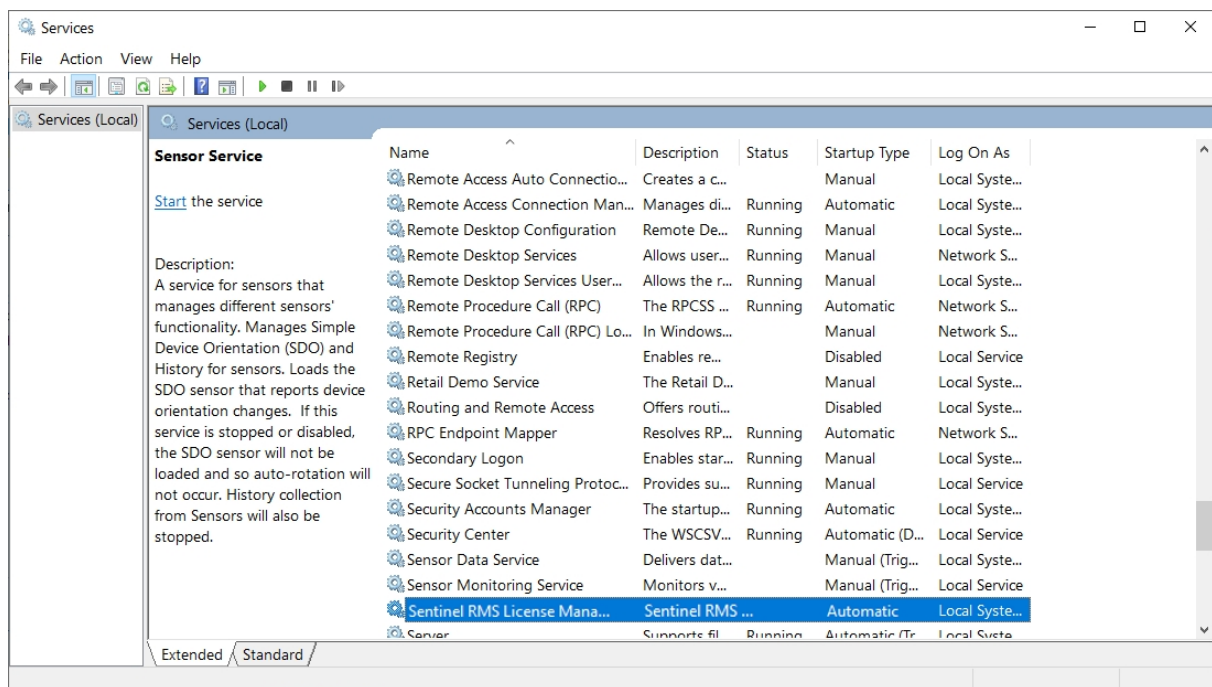 Services
File Action View Help
Services (Local)
Services (Local)
Sensor Service
Start the service
Description:
A service for sensors that
manages different sensors'
functionality. Manages Simple
Device Orientation (SDO) and
History for sensors. Loads the
SDO sensor that reports device
orientation changes. If this
service is stopped or disabled,
the SDO sensor will not be
loaded and so auto-rotation will
not occur. History collection
from Sensors will also be
stopped.
Name Description Status Startup Type Log On As
Remote Access Auto Connectio... Creates a c... Manual Local Syste...
Remote Access Connection Man... Manages di... Running Automatic Local Syste...
Remote Desktop Configuration Remote De... Running Manual Local Syste...
Remote Desktop Services Allows user... Running Manual Network S...
Remote Desktop Services User... Allows the r... Running Manual Local Syste...
Remote Procedure Call (RPC) The RPCSS ... Running Automatic Network S...
Remote Procedure Call (RPC) Lo... In Windows... Manual Network S...
Remote Registry Enables re... Disabled Local Service
Retail Demo Service The Retail D... Manual Local Syste...
Routing and Remote Access Offers routi... Disabled Local Syste...
RPC Endpoint Mapper Resolves RP... Running Automatic Network S...
Secondary Logon Enables star... Running Manual Local Syste...
Secure Socket Tunneling Protoc... Provides su... Running Manual Local Service
Security Accounts Manager The startup... Running Automatic Local Syste...
Security Center The WSCSV... Running Automatic (D... Local Service
Sensor Data Service Delivers dat... Manual (Trig... Local Syste...
Sensor Monitoring Service Monitors v... Manual (Trig... Local Service
Sentinel RMS License Mana... Sentinel RMS ... Automatic Local Syste...
Server Supports fil Running Automatic (Tr Local Syste
Extended Standard